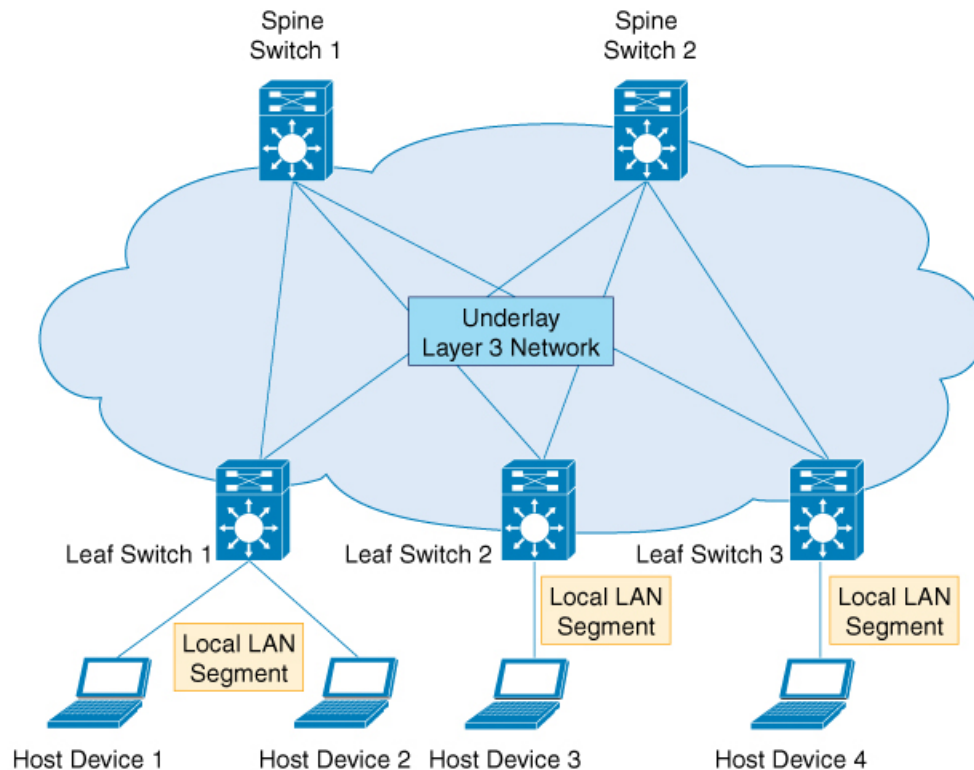 Spine
Switch 1
Spine
Switch 2
Underlay
Layer 3 Network
Leaf Switch 1
Leaf Switch 2
Leaf Switch 3
Local LAN
Segment
Local LAN
Segment
Local LAN
Segment
Host Device 1
Host Device 2
Host Device 3
Host Device 4